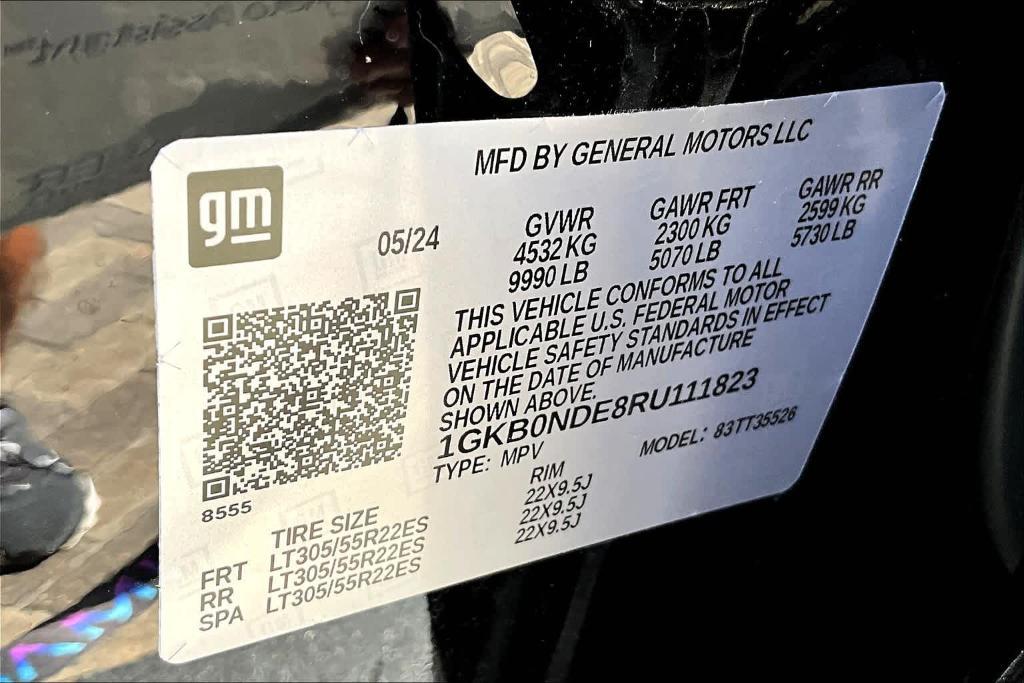 MFD BY GENERAL MOTORS LLC
gm
05/24
GVWR
4532 KG
9990 LB
GAWR FRT
2300 KG
5070 LB
GAWR RR
2599 KG
5730 LB
THIS VEHICLE CONFORMS TO ALL
APPLICABLE U.S. FEDERAL MOTOR
VEHICLE SAFETY STANDARDS IN EFFECT
ON THE DATE OF MANUFACTURE
SHOWN ABOVE.
1GKB0NDE8RU111823
TYPE: MPV
MODEL: 83TT35526
8555
TIRE SIZE RIM
FRT LT305/55R22ES 22X9.5J
RR LT305/55R22ES 22X9.5J
SPA LT305/55R22ES 22X9.5J